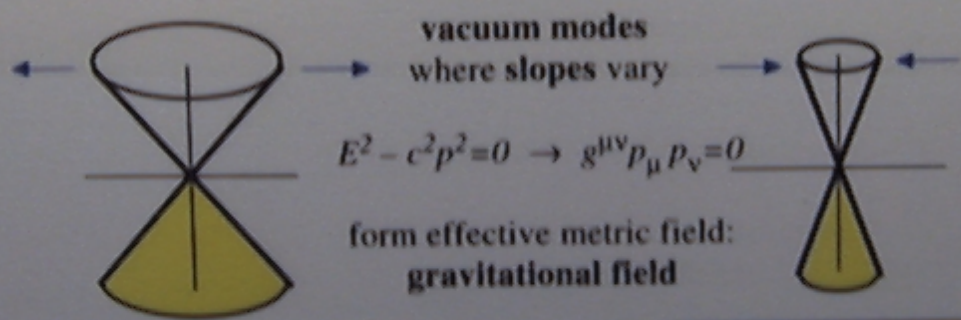 vacuum modes
where slopes vary
E² – c²p²=0 → g^μν p_μ p_ν=0
form effective metric field:
gravitational field